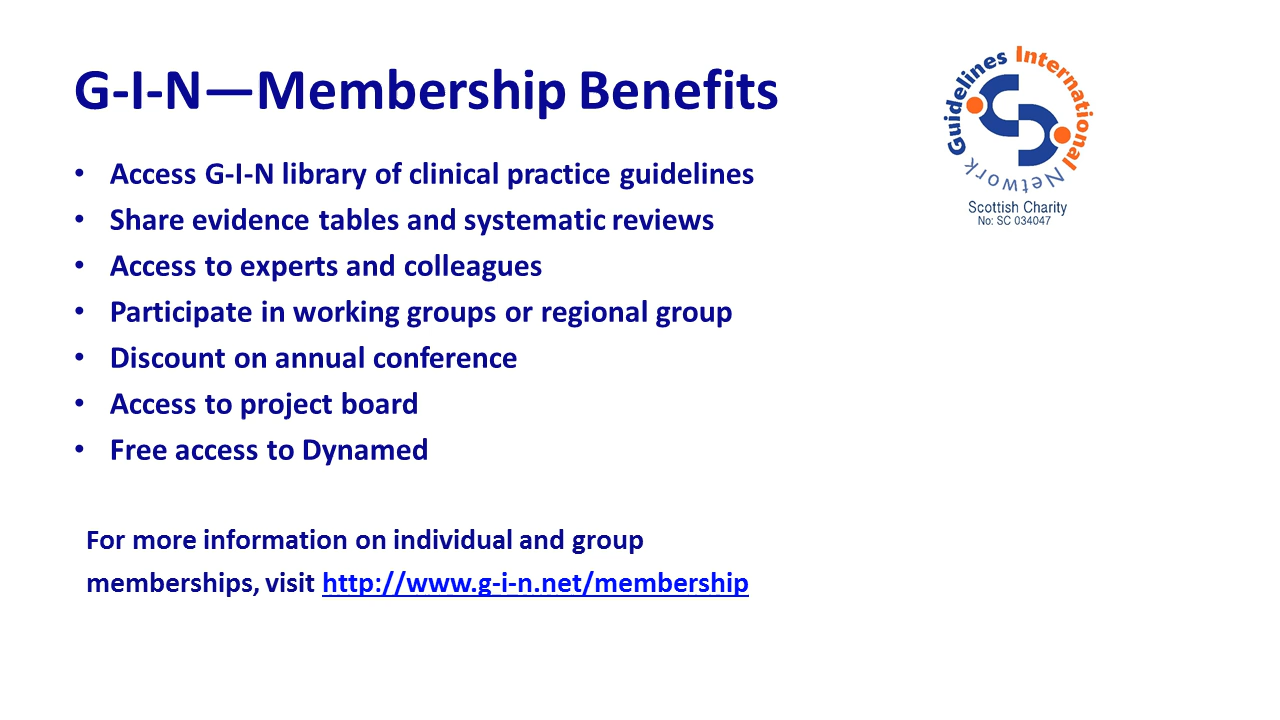 G-I-N—Membership Benefits
• Access G-I-N library of clinical practice guidelines
• Share evidence tables and systematic reviews
• Access to experts and colleagues
• Participate in working groups or regional group
• Discount on annual conference
• Access to project board
• Free access to Dynamed
For more information on individual and group
memberships, visit http://www.g-i-n.net/membership
Guidelines International Network
Scottish Charity
No: SC 034047